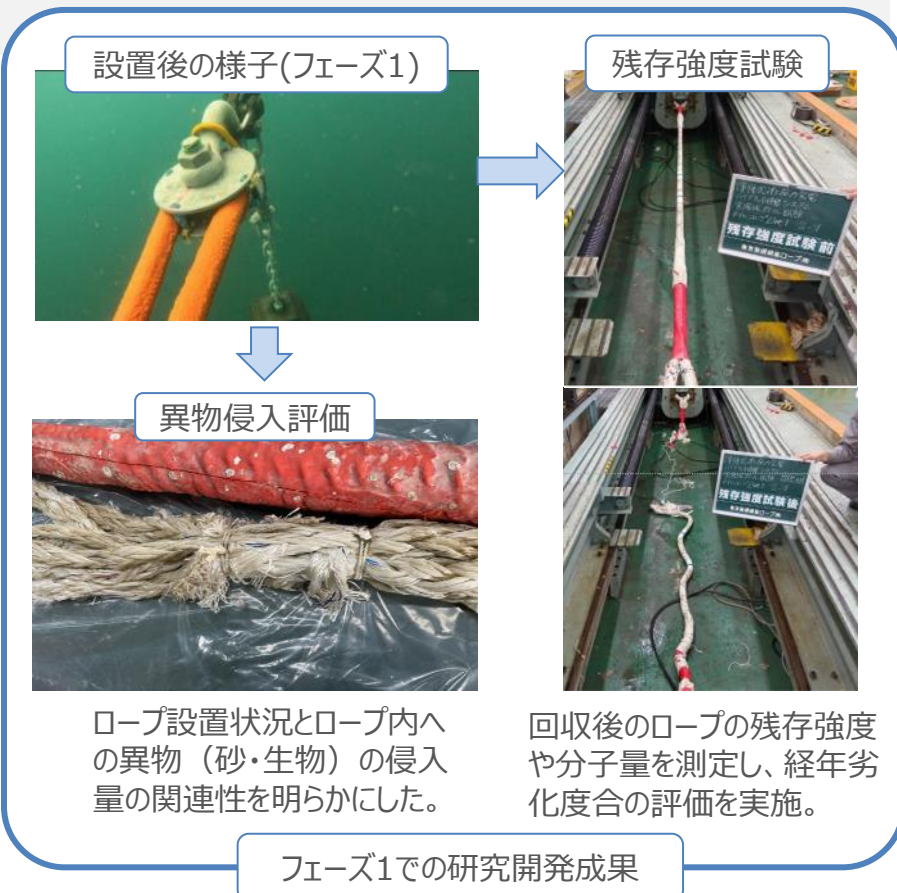 設置後の様子(フェーズ1)
残存強度試験
残存強度試験前
異物侵入評価
残存強度試験後
ロープ設置状況とロープ内へ
の異物（砂・生物）の侵入
量の関連性を明らかにした。
回収後のロープの残存強度
や分子量を測定し、経年劣
化度合の評価を実施。
フェーズ1での研究開発成果